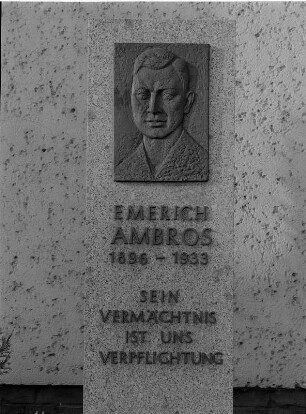 EMERICH
AMBROS
1896 – 1933
SEIN
VERMÄCHTNIS
IST UNS
VERPFLICHTUNG